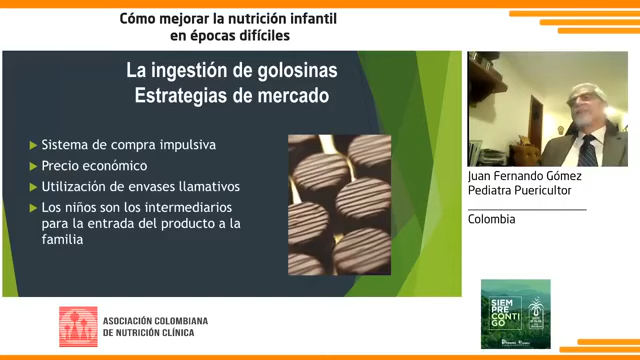 Cómo mejorar la nutrición infantil
en épocas difíciles
La ingestión de golosinas
Estrategias de mercado
Sistema de compra impulsiva
Precio económico
Utilización de envases llamativos
Los niños son los intermediarios
para la entrada del producto a la
familia
Juan Fernando Gómez
Pediatra Puericultor
Colombia
SIEM
PRE
CONTI
GO
ASOCIACIÓN COLOMBIANA
DE NUTRICIÓN CLÍNICA